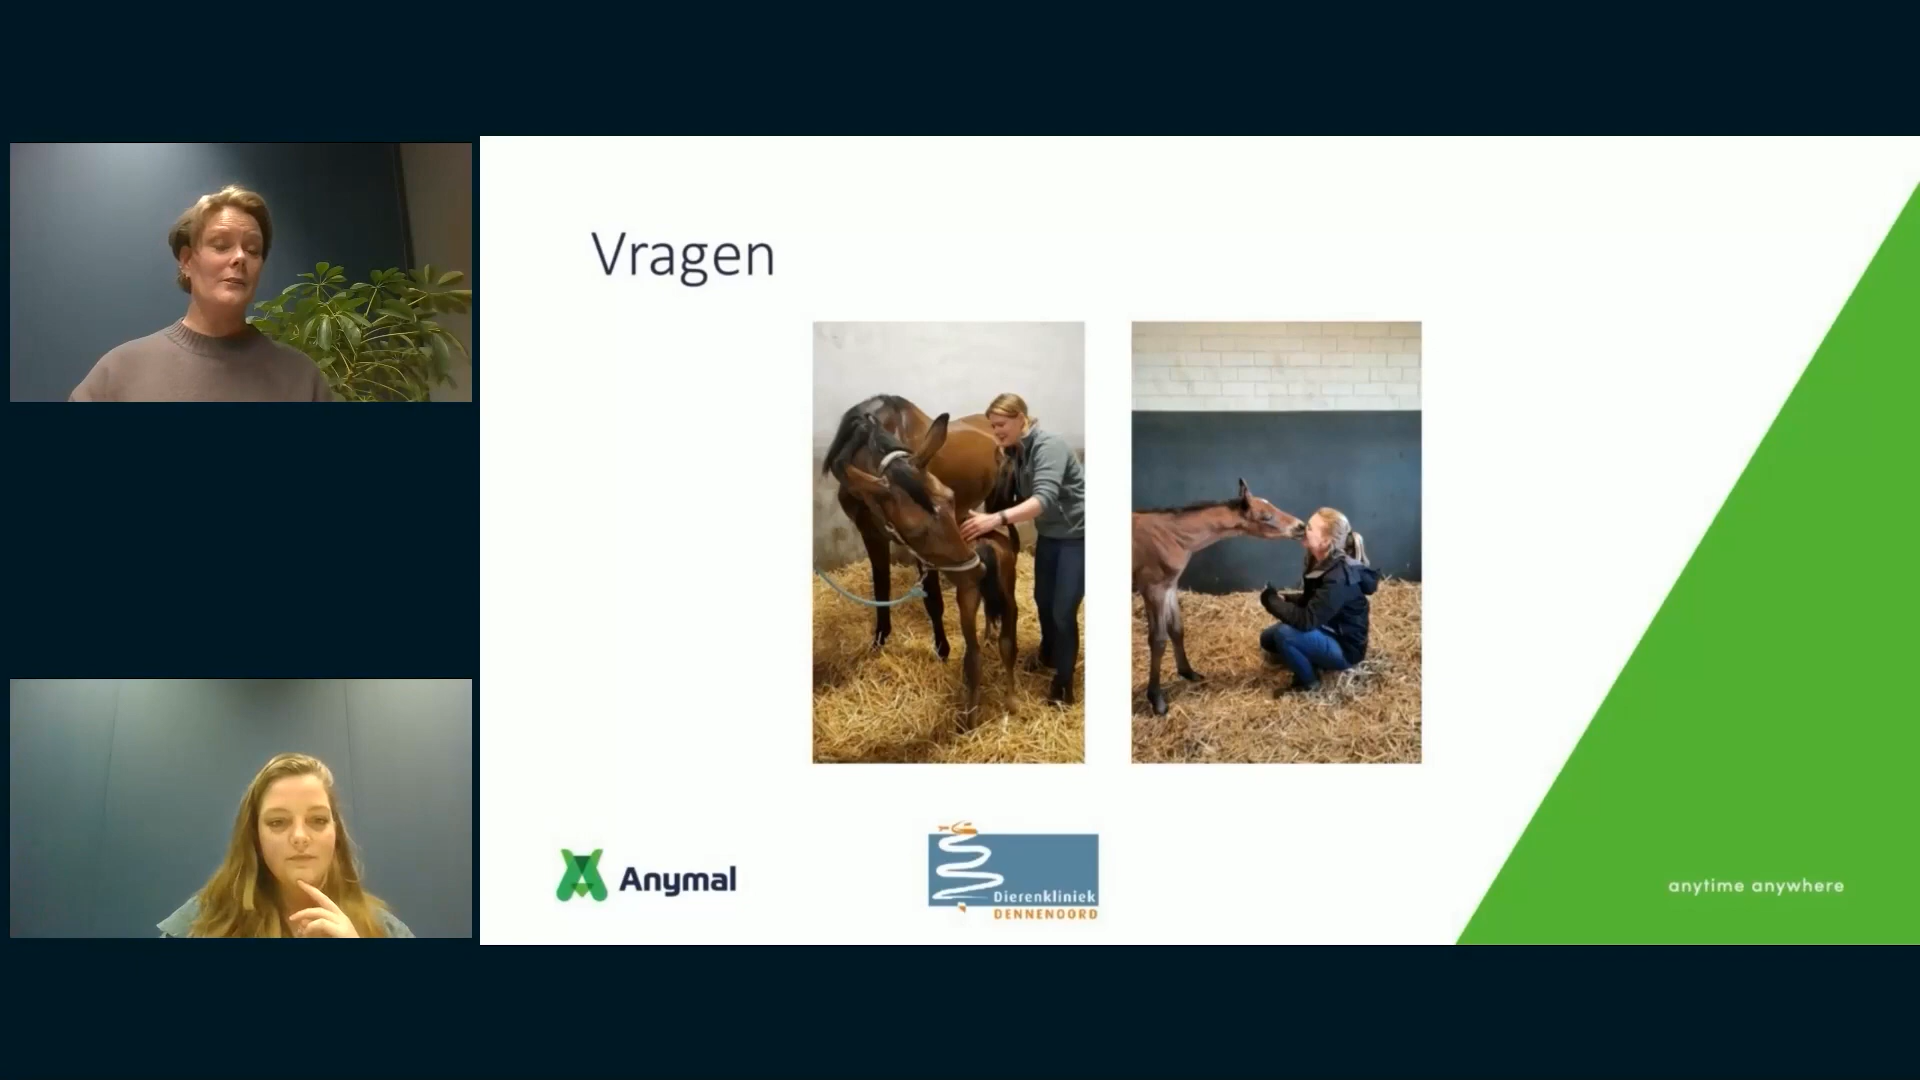 Vragen
Anymal
Dierenkliniek
DENNENOORD
anytime anywhere